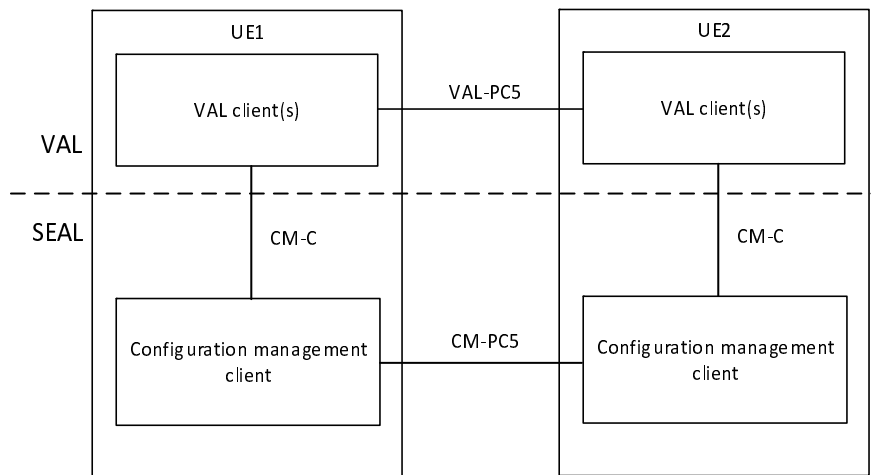 UE1
UE2
VAL client(s)
VAL-PC5
VAL client(s)
VAL
SEAL
CM-C
CM-C
Configuration management
client
CM-PC5
Configuration management
client